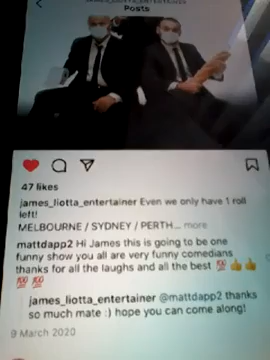 Posts
47 likes
james_liotta_entertainer Even we only have 1 roll
left!
MELBOURNE / SYDNEY / PERTH... more
mattdapp2 Hi James this is going to be one
funny show you all are very funny comedians
thanks for all the laughs and all the best 💯👍👍
💯💯
james_liotta_entertainer @mattdapp2 thanks
so much mate :) hope you can come along!
9 March 2020